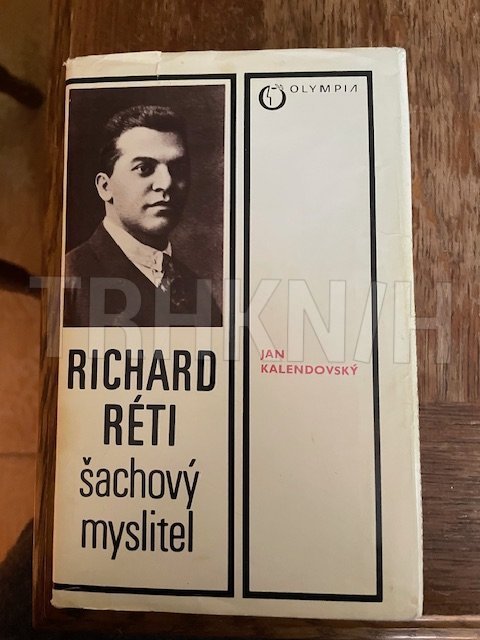 OLYMPIA
RICHARD
RÉTI
šachový
myslitel
JAN
KALENDOVSKÝ
TRHKNIH